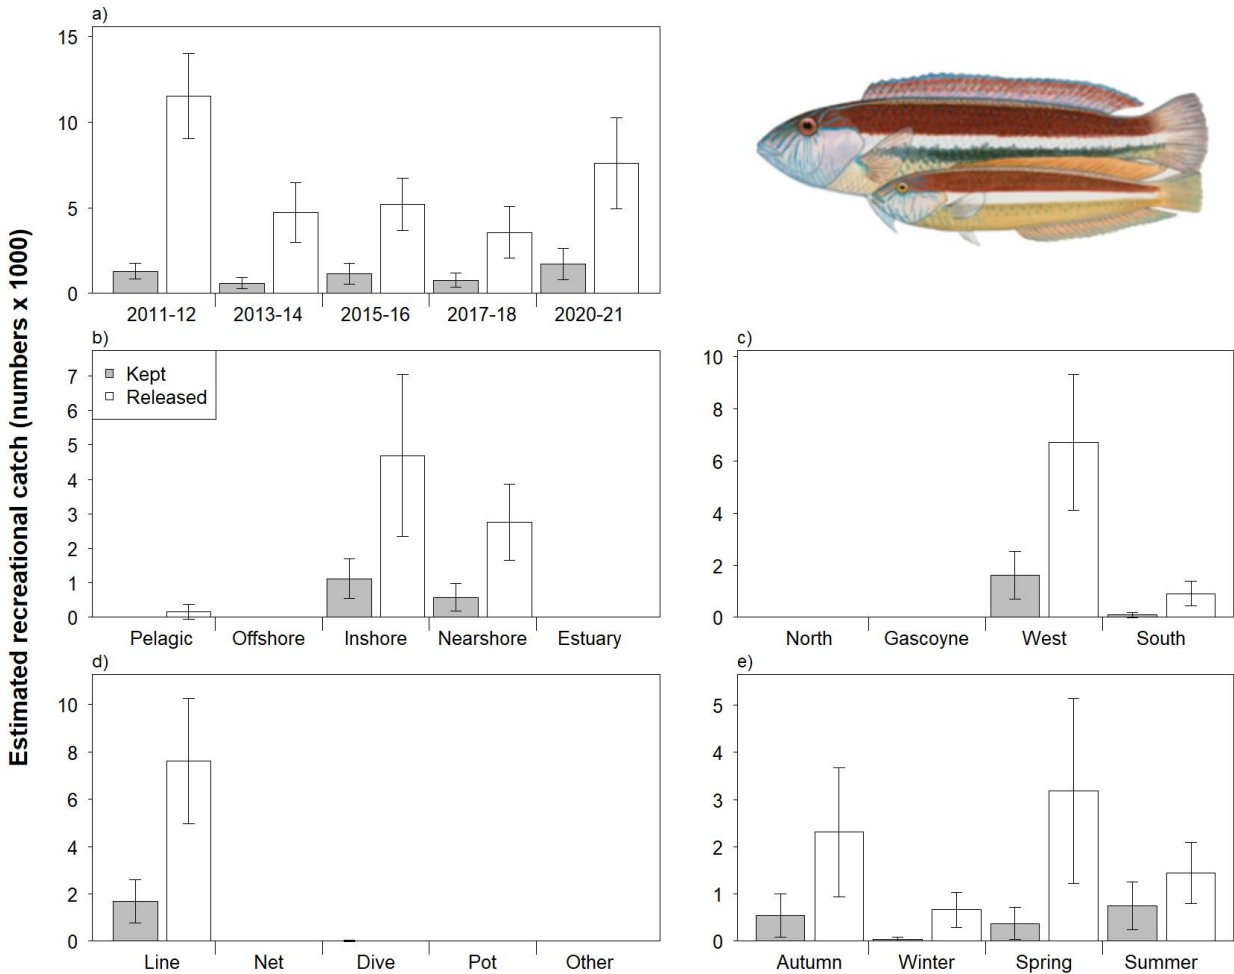 Estimated recreational catch (numbers x 1000)
a)
15
10
5
0
2011-12 2013-14 2015-16 2017-18 2020-21
b)
Kept
Released
7
6
5
4
3
2
1
0
Pelagic Offshore Inshore Nearshore Estuary
c)
10
8
6
4
2
0
North Gascoyne West South
d)
10
8
6
4
2
0
Line Net Dive Pot Other
e)
5
4
3
2
1
0
Autumn Winter Spring Summer